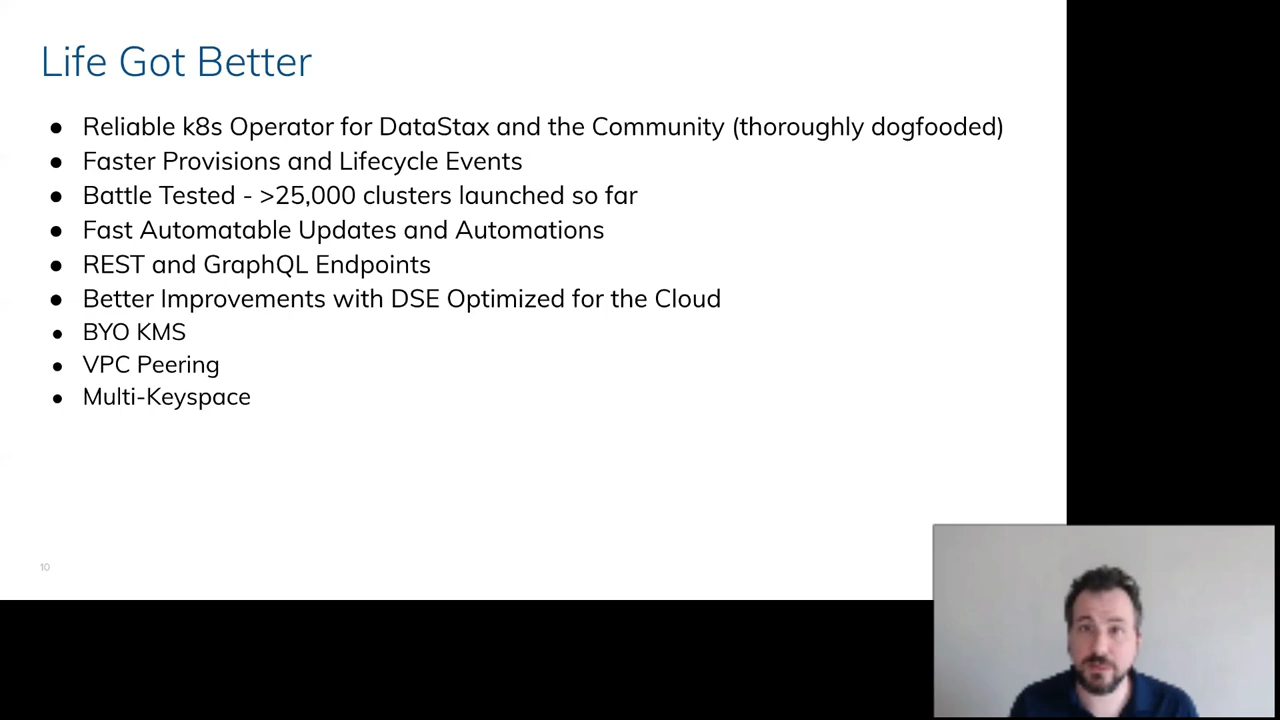 Life Got Better
● Reliable k8s Operator for DataStax and the Community (thoroughly dogfooded)
● Faster Provisions and Lifecycle Events
● Battle Tested - >25,000 clusters launched so far
● Fast Automatable Updates and Automations
● REST and GraphQL Endpoints
● Better Improvements with DSE Optimized for the Cloud
● BYO KMS
● VPC Peering
● Multi-Keyspace
10